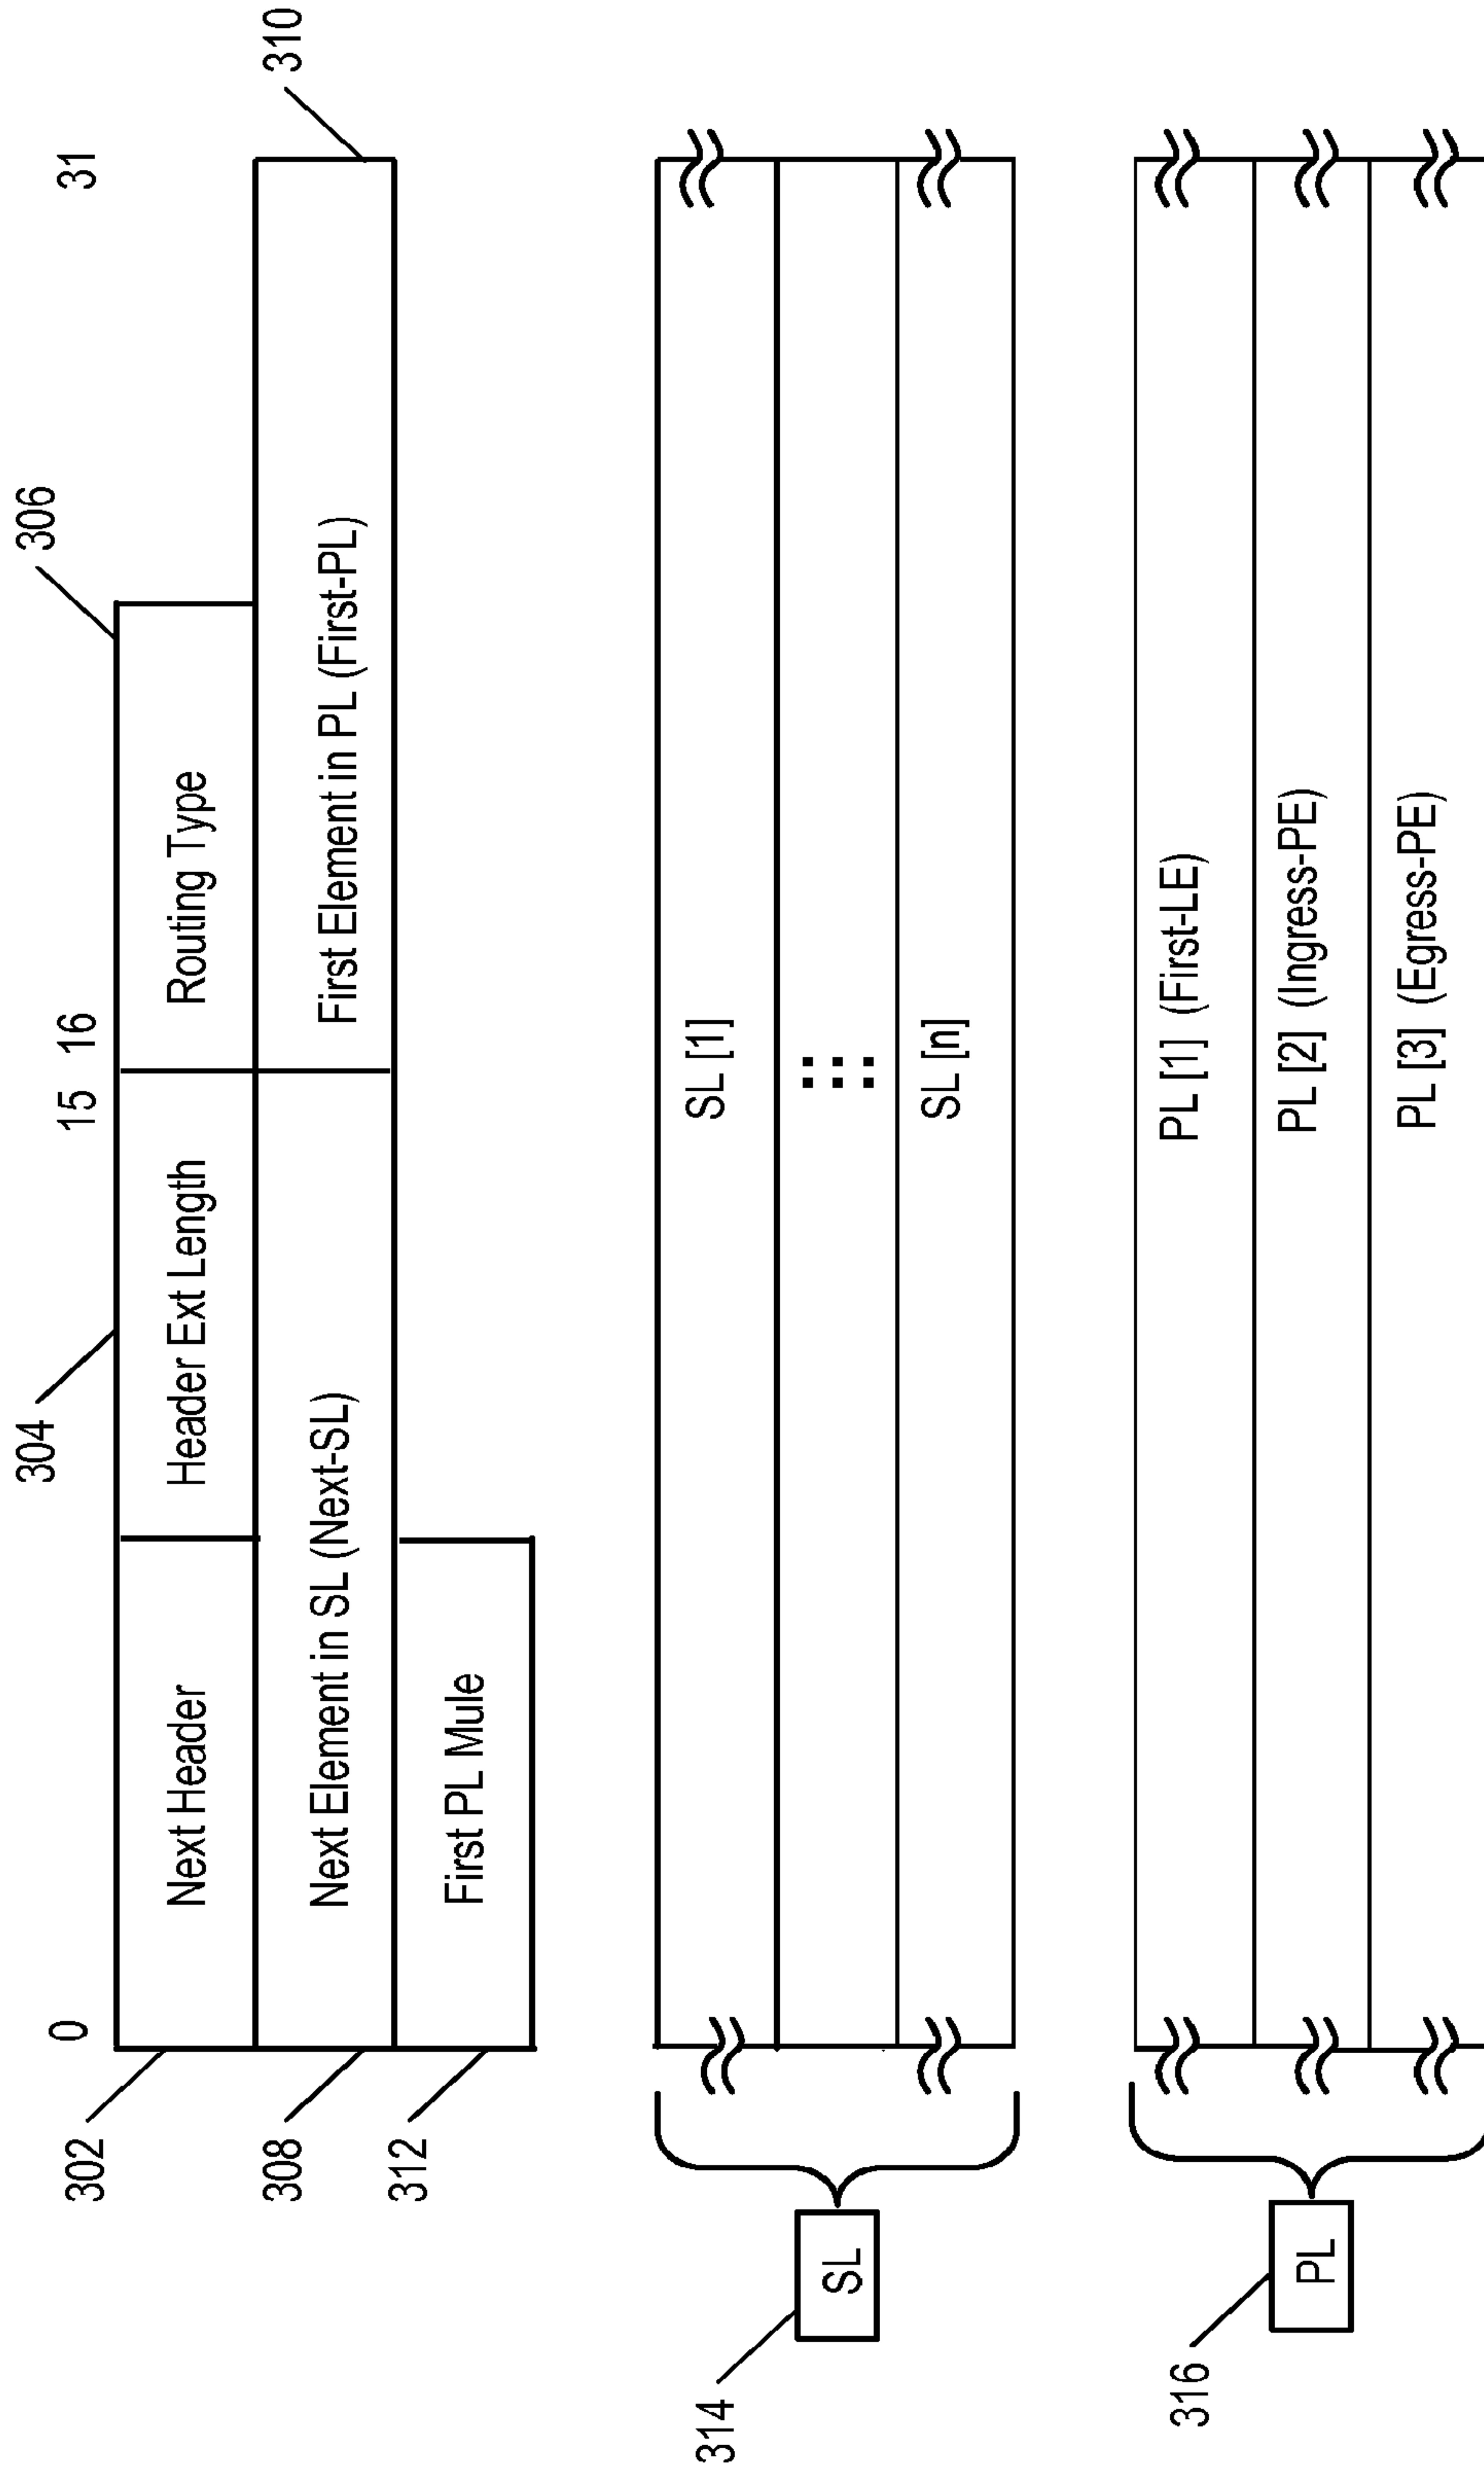 304
306
0
15
16
31
302
Next Header
Header Ext Length
Routing Type
308
Next Element in SL (Next-SL)
First Element in PL (First-PL)
310
312
First PL Mule
314
SL
SL [1]
SL [n]
316
PL
PL [1] (First-LE)
PL [2] (Ingress-PE)
PL [3] (Egress-PE)